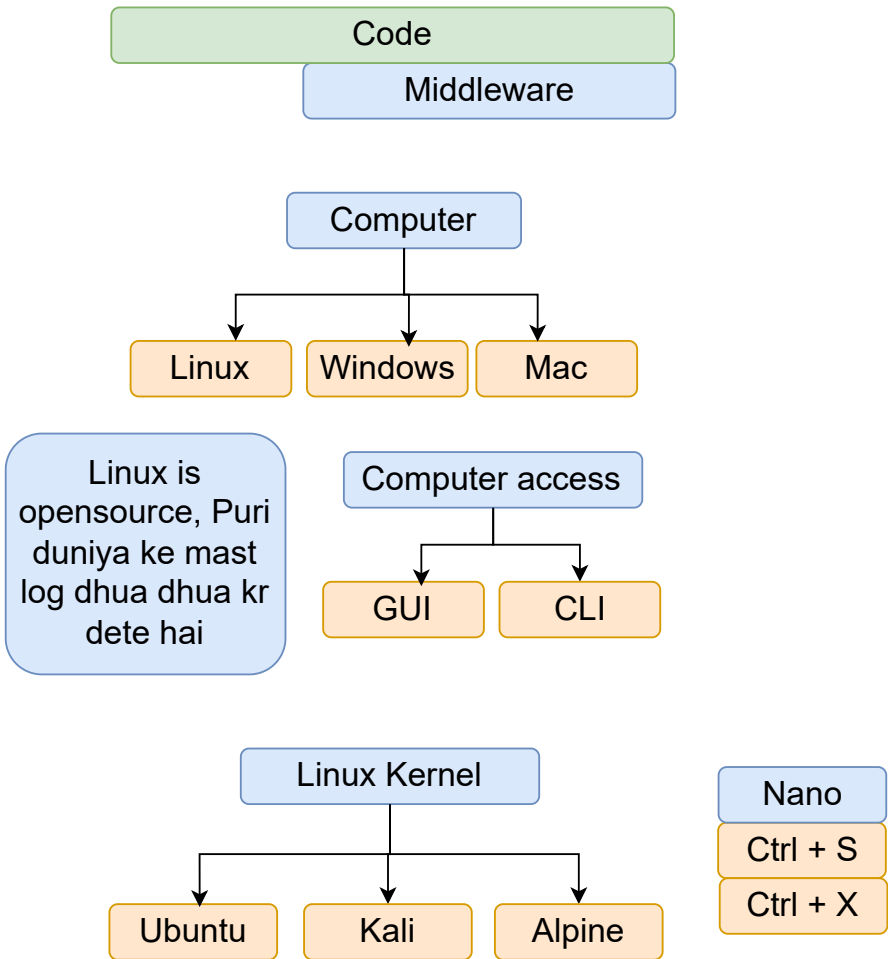 Code
Middleware
Computer
Linux
Windows
Mac
Linux is
opensource, Puri
duniya ke mast
log dhua dhua kr
dete hai
Computer access
GUI
CLI
Linux Kernel
Ubuntu
Kali
Alpine
Nano
Ctrl + S
Ctrl + X